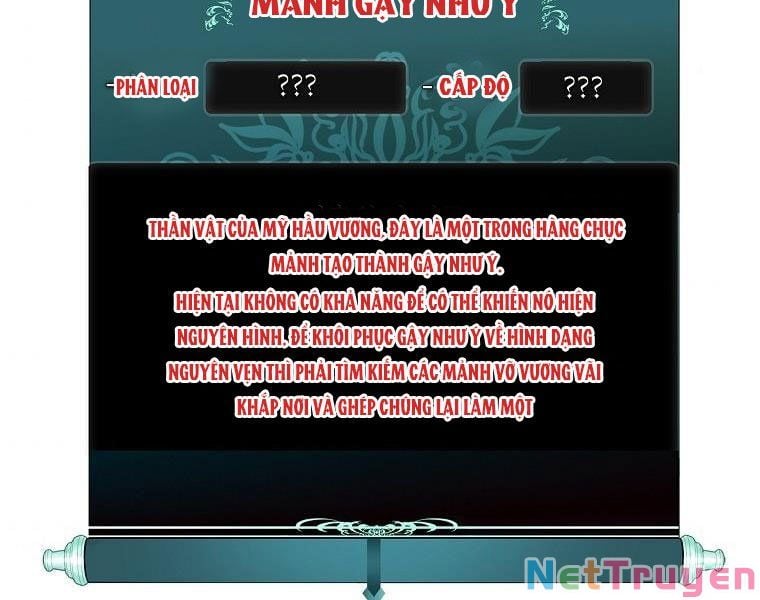 MẢNH GẬY NHƯ Ý
-PHÂN LOẠI ??? - CẤP ĐỘ ???
THẦN VẬT CỦA MỸ HẦU VƯƠNG, ĐÂY LÀ MỘT TRONG HÀNG CHỤC
MẢNH TẠO THÀNH GẬY NHƯ Ý.
HIỆN TẠI KHÔNG CÓ KHẢ NĂNG ĐỂ CÓ THỂ KHIẾN NÓ HIỆN
NGUYÊN HÌNH, ĐỂ KHÔI PHỤC GẬY NHƯ Ý VỀ HÌNH DẠNG
NGUYÊN VẸN THÌ PHẢI TÌM KIẾM CÁC MẢNH VỠ VƯƠNG VÃI
KHẮP NƠI VÀ GHÉP CHÚNG LẠI LÀM MỘT
NetTruyen